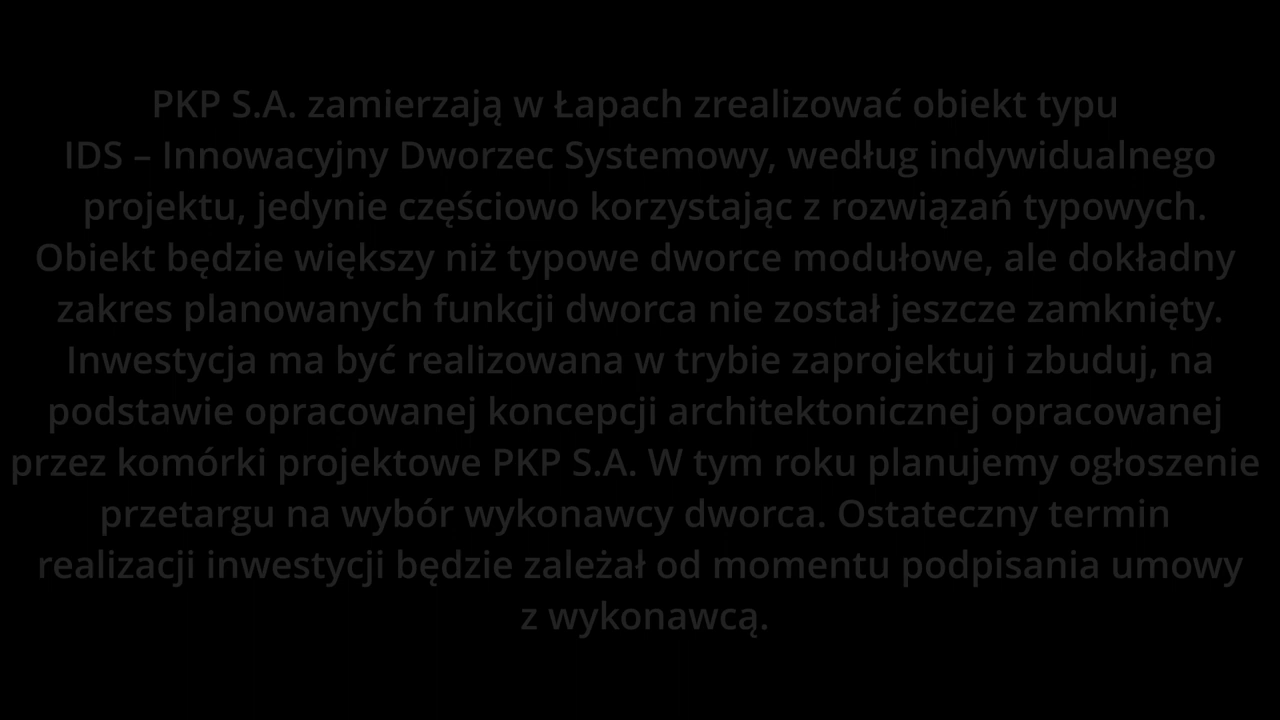 PKP S.A. zamierzają w Łapach zrealizować obiekt typu
IDS – Innowacyjny Dworzec Systemowy, według indywidualnego
projektu, jedynie częściowo korzystając z rozwiązań typowych.
Obiekt będzie większy niż typowe dworce modułowe, ale dokładny
zakres planowanych funkcji dworca nie został jeszcze zamknięty.
Inwestycja ma być realizowana w trybie zaprojektuj i zbuduj, na
podstawie opracowanej koncepcji architektonicznej opracowanej
przez komórki projektowe PKP S.A. W tym roku planujemy ogłoszenie
przetargu na wybór wykonawcy dworca. Ostateczny termin
realizacji inwestycji będzie zależał od momentu podpisania umowy
z wykonawcą.